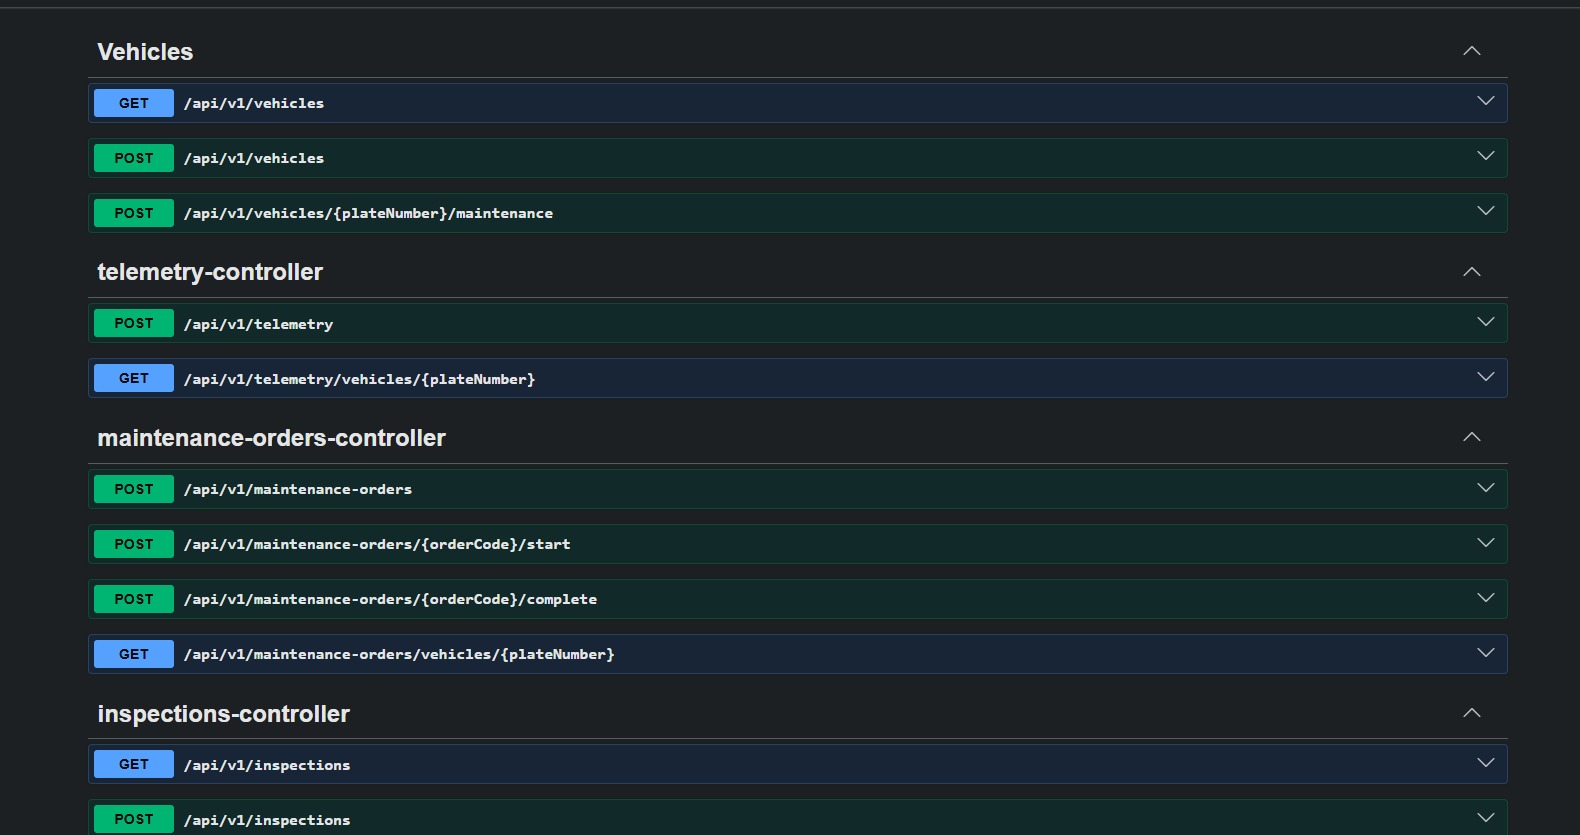 Vehicles
GET /api/v1/vehicles
POST /api/v1/vehicles
POST /api/v1/vehicles/{plateNumber}/maintenance
telemetry-controller
POST /api/v1/telemetry
GET /api/v1/telemetry/vehicles/{plateNumber}
maintenance-orders-controller
POST /api/v1/maintenance-orders
POST /api/v1/maintenance-orders/{orderCode}/start
POST /api/v1/maintenance-orders/{orderCode}/complete
GET /api/v1/maintenance-orders/vehicles/{plateNumber}
inspections-controller
GET /api/v1/inspections
POST /api/v1/inspections